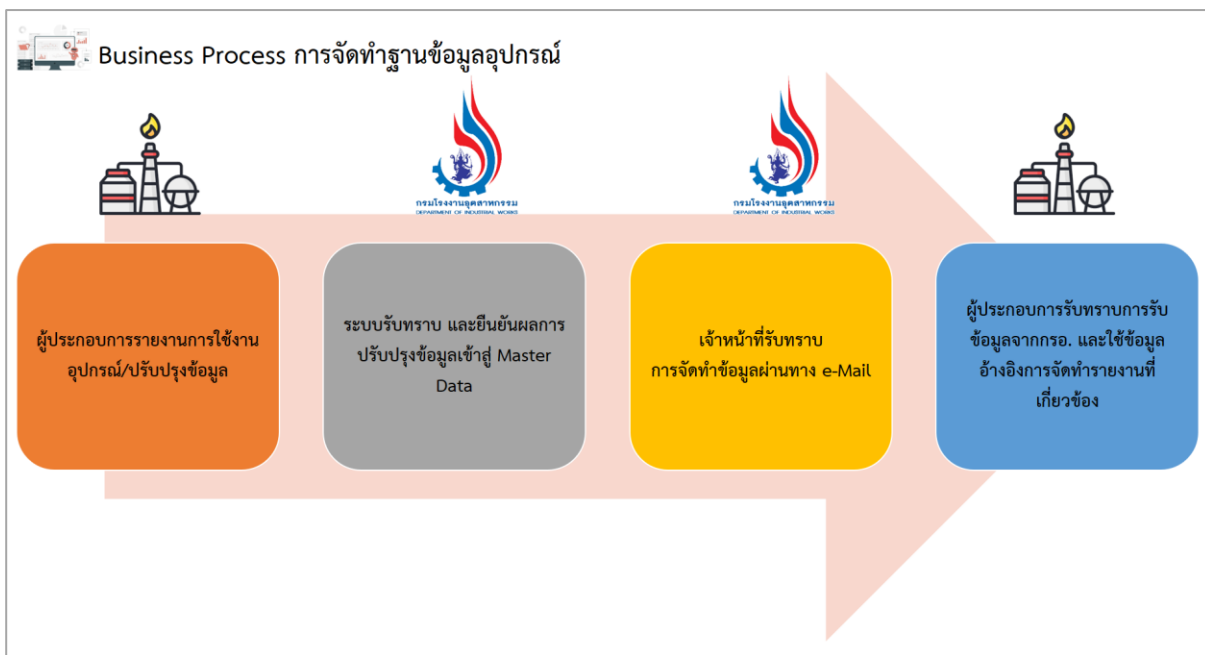 Business Process การจัดทำฐานข้อมูลอุปกรณ์
กรมโรงงานอุตสาหกรรม
DEPARTMENT OF INDUSTRIAL WORKS
กรมโรงงานอุตสาหกรรม
DEPARTMENT OF INDUSTRIAL WORKS
ผู้ประกอบการรายงานการใช้งาน
อุปกรณ์/ปรับปรุงข้อมูล
ระบบรับทราบ และยืนยันผลการ
ปรับปรุงข้อมูลเข้าสู่ Master
Data
เจ้าหน้าที่รับทราบ
การจัดทำข้อมูลผ่านทาง e-Mail
ผู้ประกอบการรับทราบการรับ
ข้อมูลจากกรอ. และใช้ข้อมูล
อ้างอิงการจัดทำรายงานที่
เกี่ยวข้อง